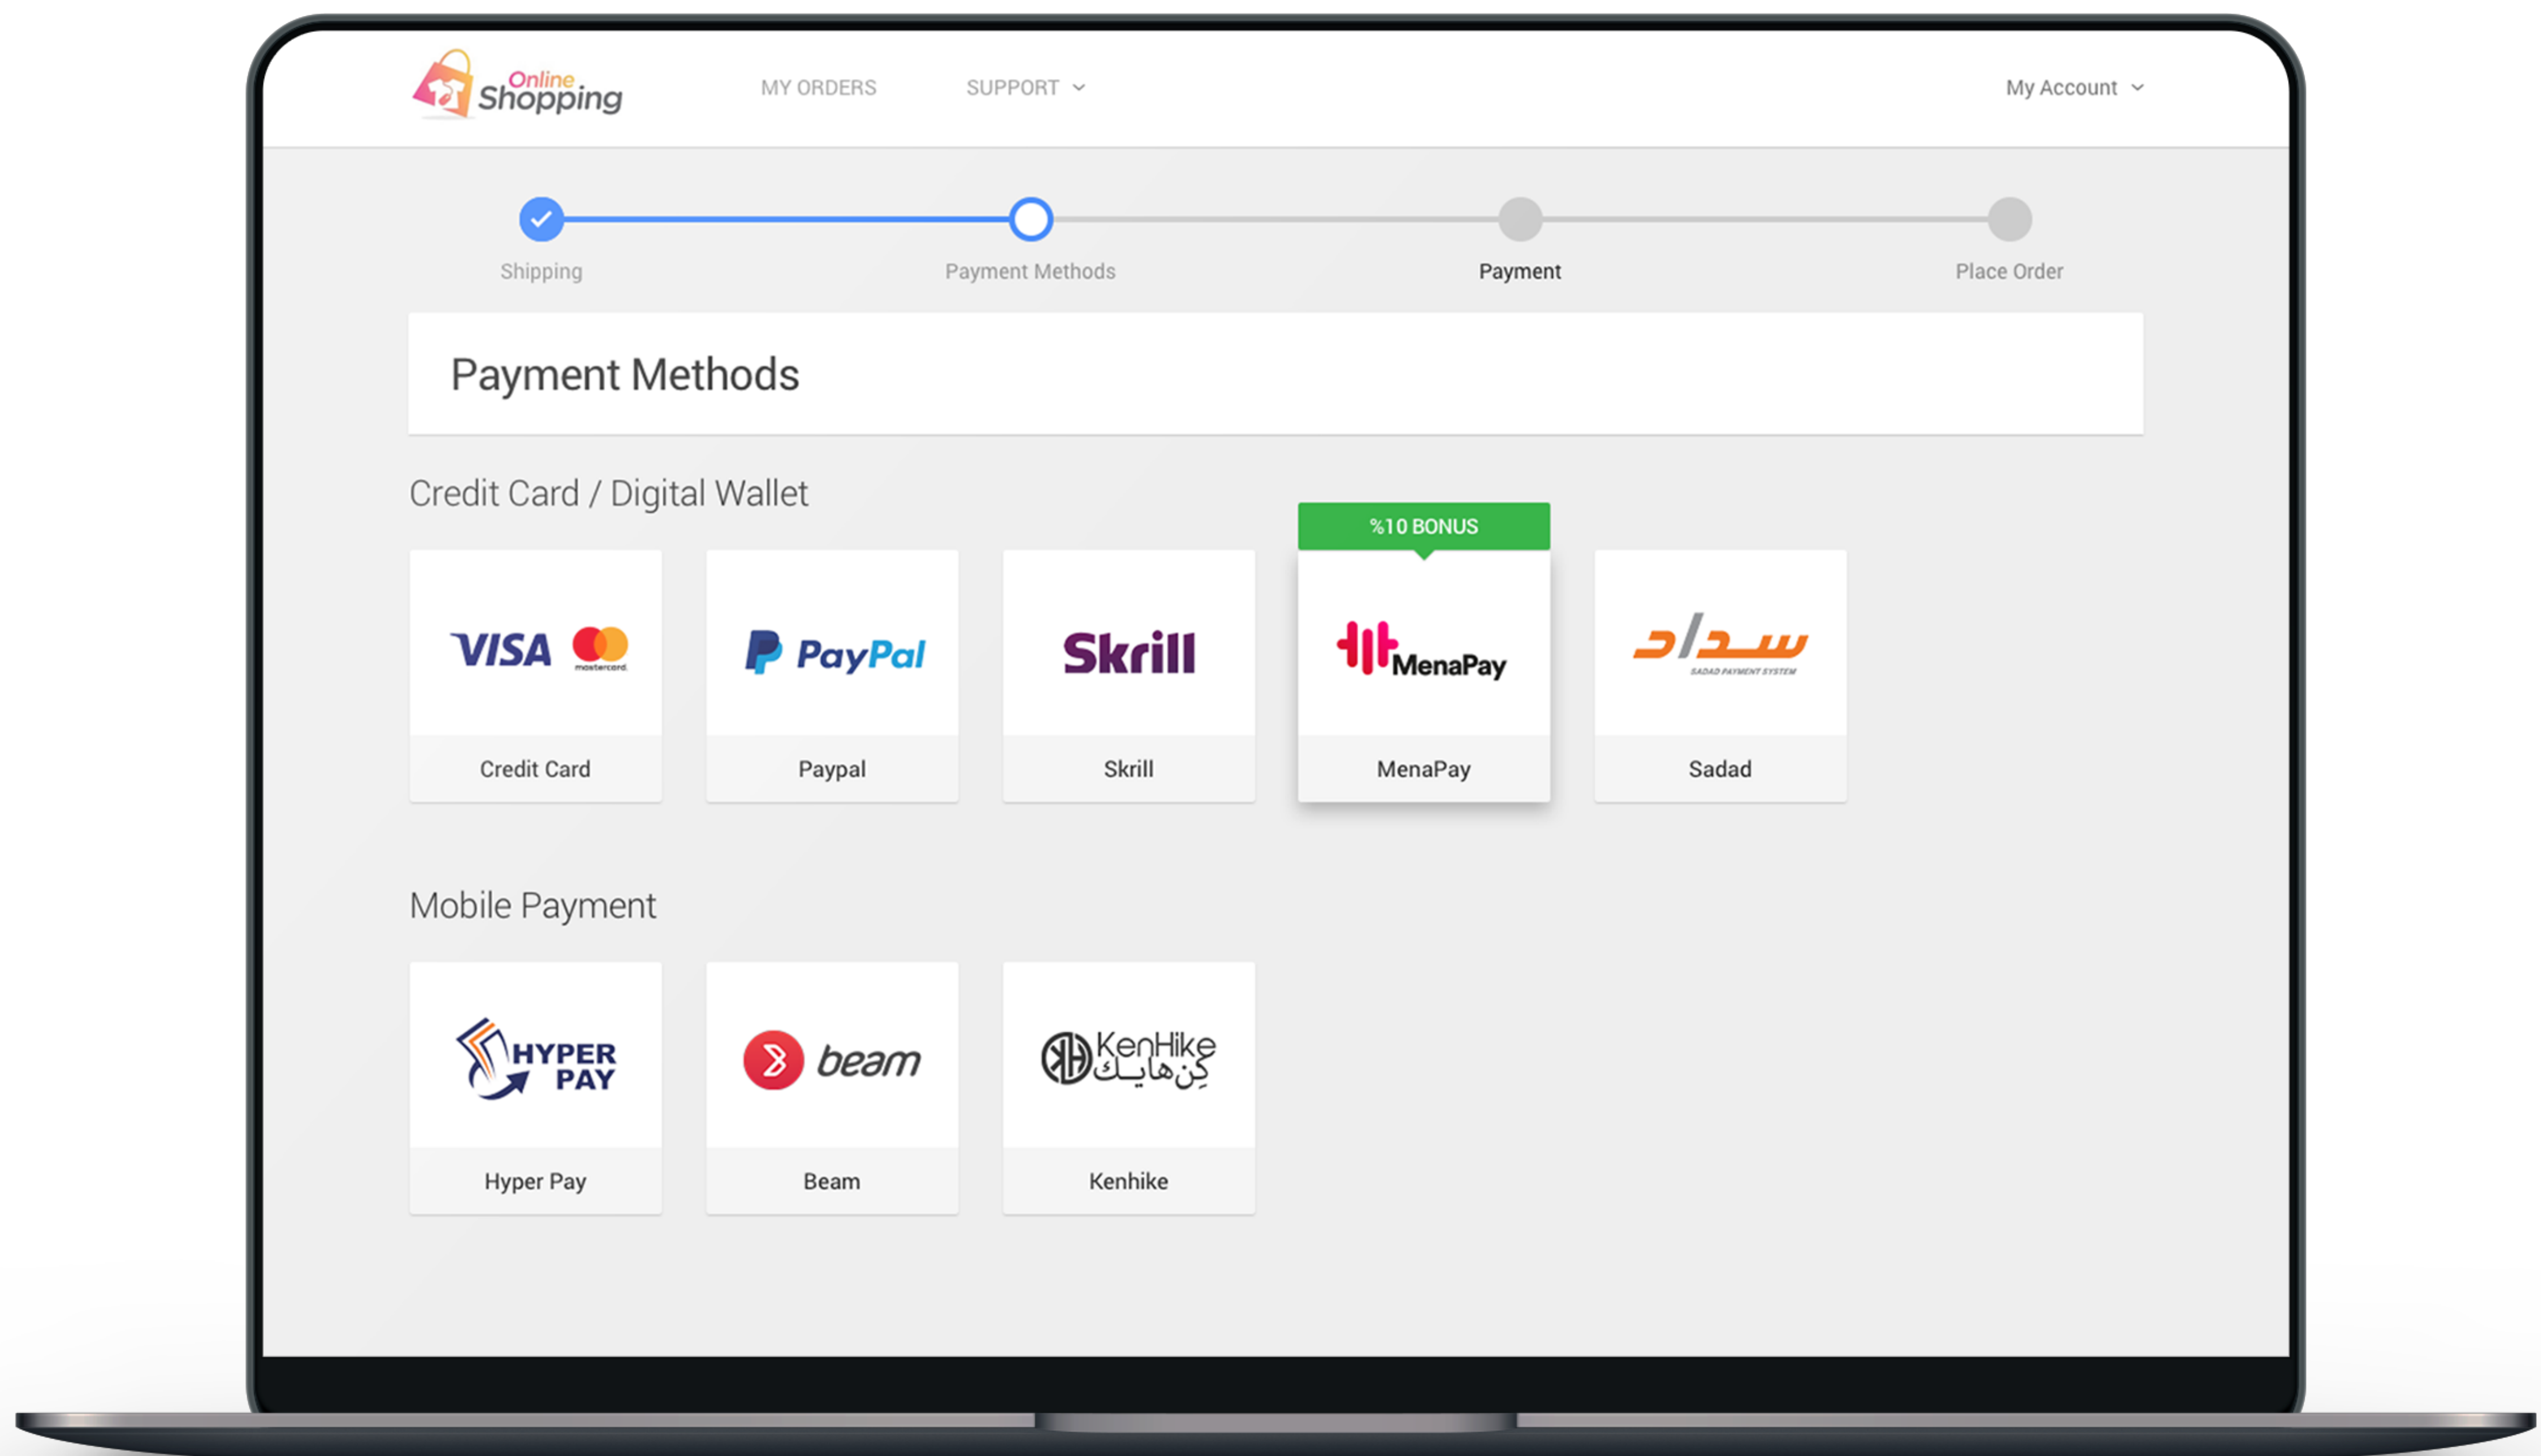 Online
Shopping
MY ORDERS
SUPPORT
My Account
Shipping
Payment Methods
Payment
Place Order
Payment Methods
Credit Card / Digital Wallet
%10 BONUS
VISA
mastercard.
PayPal
Skrill
MenaPay
سداد
SADAD PAYMENT SYSTEM
Credit Card
Paypal
Skrill
MenaPay
Sadad
Mobile Payment
HYPER
PAY
beam
KenHike
كِن هايك
Hyper Pay
Beam
Kenhike